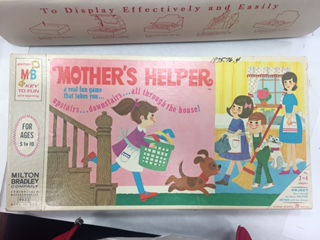 To Display Effectively and Easily
MB
KEY
TO FUN
MOTHER'S HELPER
a real fun game
that takes you...
upstairs...downstairs...all through the house!
FOR
AGES
5 to 10
MILTON
BRADLEY
COMPANY
OBJECT